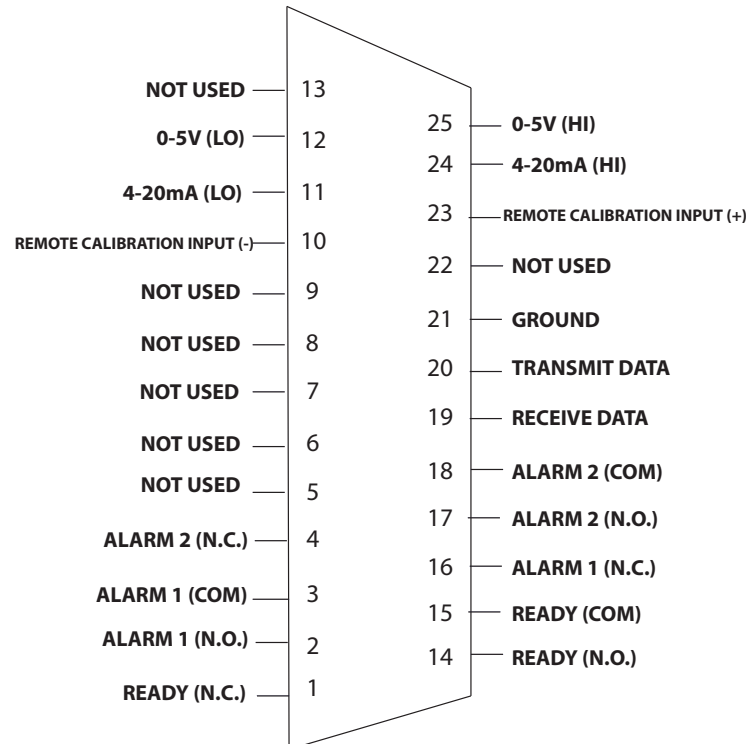 NOT USED 13
0-5V (LO) 12
4-20mA (LO) 11
REMOTE CALIBRATION INPUT (-) 10
NOT USED 9
NOT USED 8
NOT USED 7
NOT USED 6
NOT USED 5
ALARM 2 (N.C.) 4
ALARM 1 (COM) 3
ALARM 1 (N.O.) 2
READY (N.C.) 1
25 0-5V (HI)
24 4-20mA (HI)
23 REMOTE CALIBRATION INPUT (+)
22 NOT USED
21 GROUND
20 TRANSMIT DATA
19 RECEIVE DATA
18 ALARM 2 (COM)
17 ALARM 2 (N.O.)
16 ALARM 1 (N.C.)
15 READY (COM)
14 READY (N.O.)